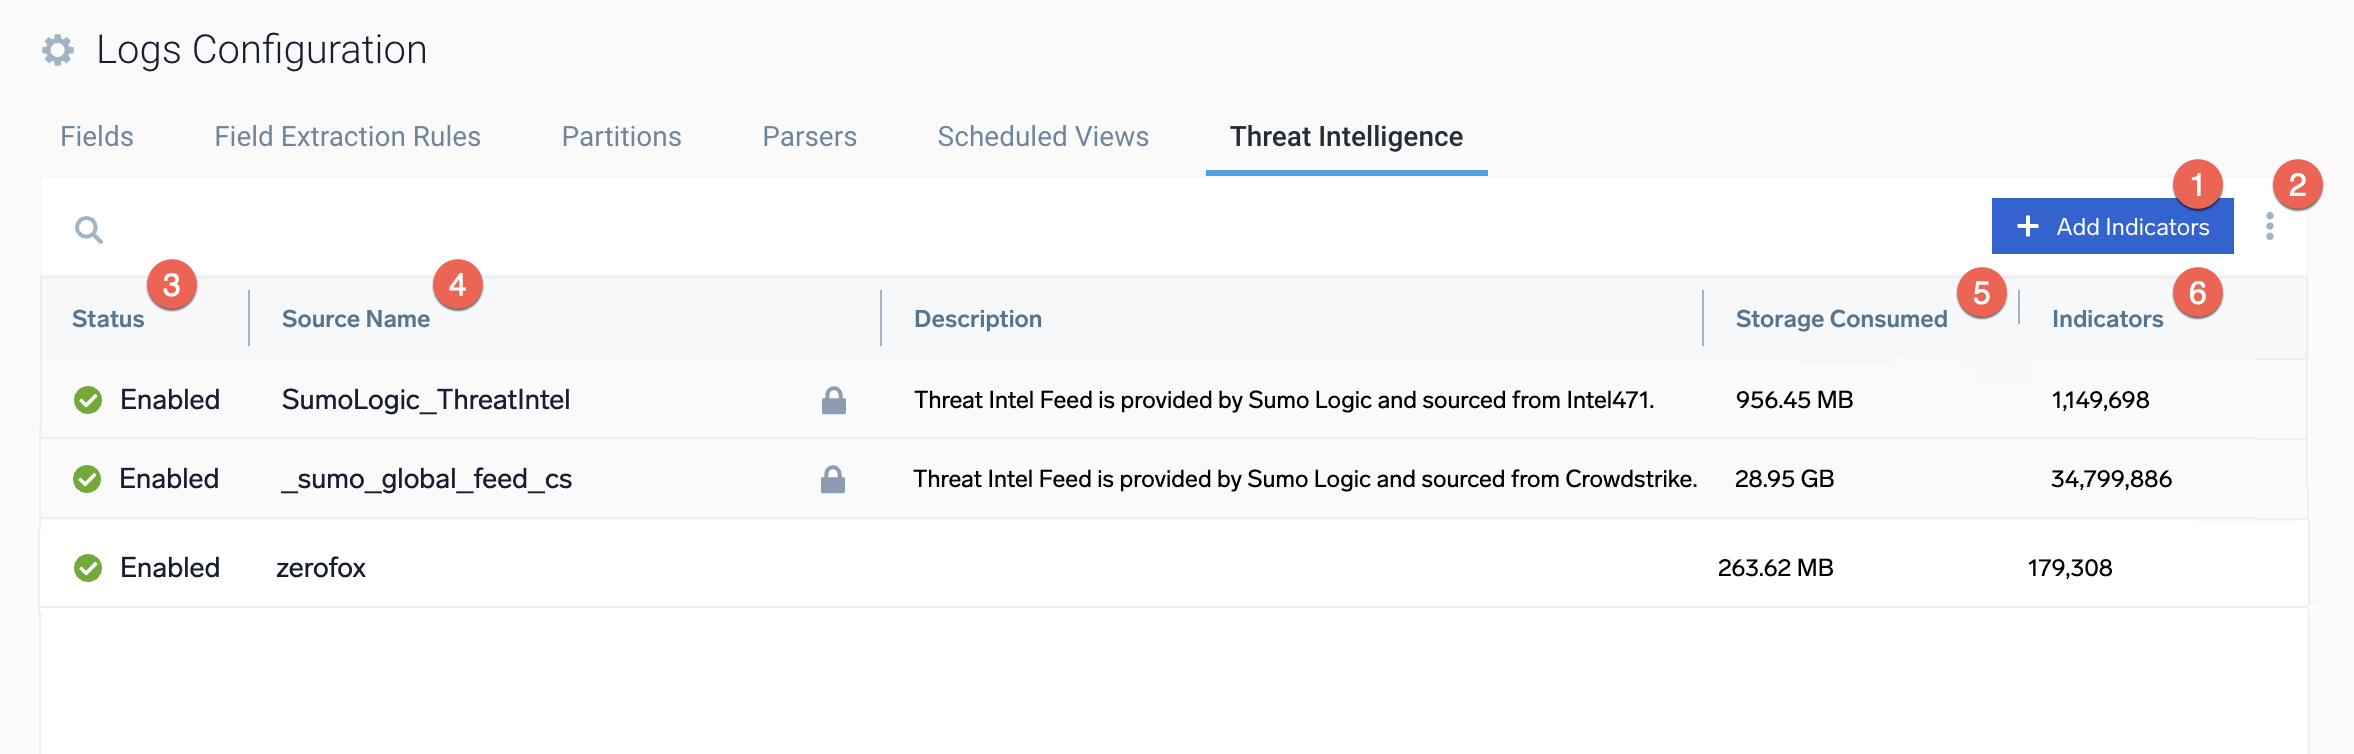 Logs Configuration
Fields Field Extraction Rules Partitions Parsers Scheduled Views Threat Intelligence
1 2
+ Add Indicators
3 4 5 6
Status Source Name Description Storage Consumed Indicators
Enabled SumoLogic_ThreatIntel Threat Intel Feed is provided by Sumo Logic and sourced from Intel471. 956.45 MB 1,149,698
Enabled _sumo_global_feed_cs Threat Intel Feed is provided by Sumo Logic and sourced from Crowdstrike. 28.95 GB 34,799,886
Enabled zerofox 263.62 MB 179,308